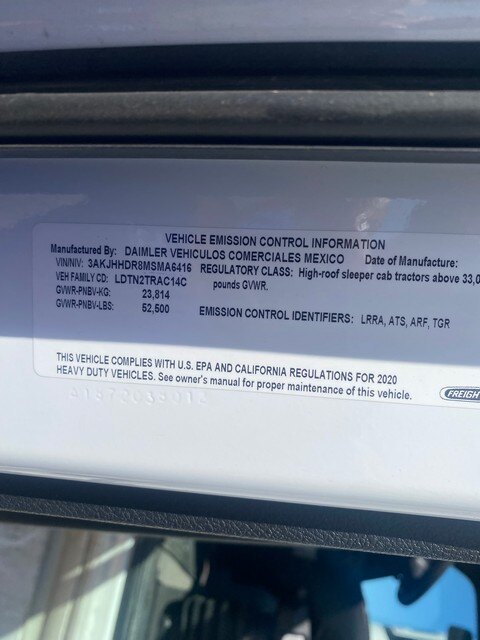 VEHICLE EMISSION CONTROL INFORMATION
Manufactured By: DAIMLER VEHICULOS COMERCIALES MEXICO Date of Manufacture:
VIN/NIV: 3AKJHHDR8MSMA6416 REGULATORY CLASS: High-roof sleeper cab tractors above 33,0
VEH FAMILY CD: LDTN2TRAC14C pounds GVWR.
GVWR-PNBV-KG: 23,814
GVWR-PNBV-LBS: 52,500 EMISSION CONTROL IDENTIFIERS: LRRA, ATS, ARF, TGR
THIS VEHICLE COMPLIES WITH U.S. EPA AND CALIFORNIA REGULATIONS FOR 2020
HEAVY DUTY VEHICLES. See owner's manual for proper maintenance of this vehicle.
FREIGHT